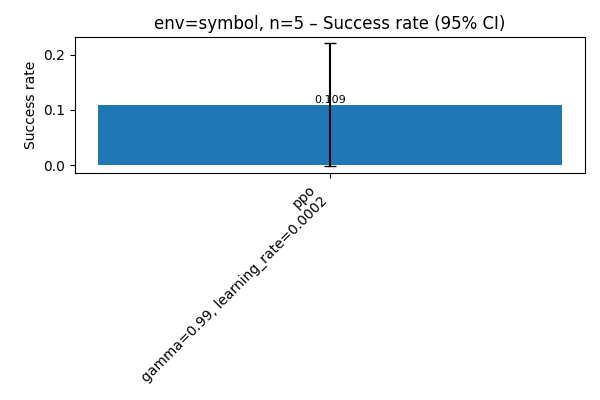 env=symbol, n=5 – Success rate (95% CI)
Success rate
0.2
0.1
0.0
0.109
ppo
gamma=0.99, learning_rate=0.0002